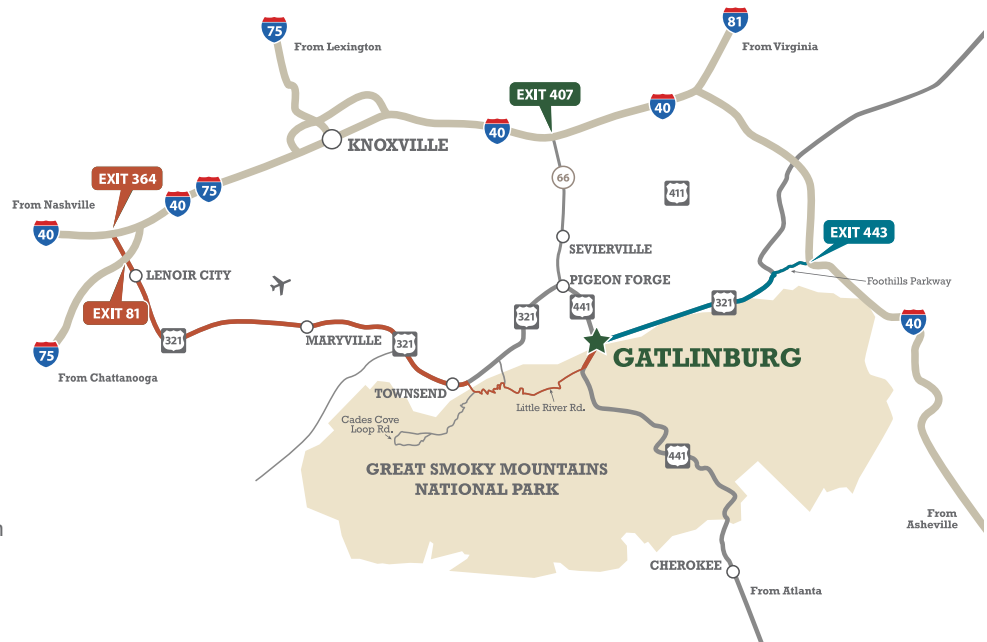 75
From Lexington
81
From Virginia
EXIT 407
40
40
KNOXVILLE
EXIT 364
66
75
40
411
From Nashville
40
EXIT 443
SEVIERVILLE
LENOIR CITY
PIGEON FORGE
Foothills Parkway
321
441
EXIT 81
321
40
321
MARYVILLE
321
75
GATLINBURG
From Chattanooga
TOWNSEND
Little River Rd.
Cades Cove
Loop Rd.
441
GREAT SMOKY MOUNTAINS
NATIONAL PARK
From
Asheville
n
CHEROKEE
From Atlanta